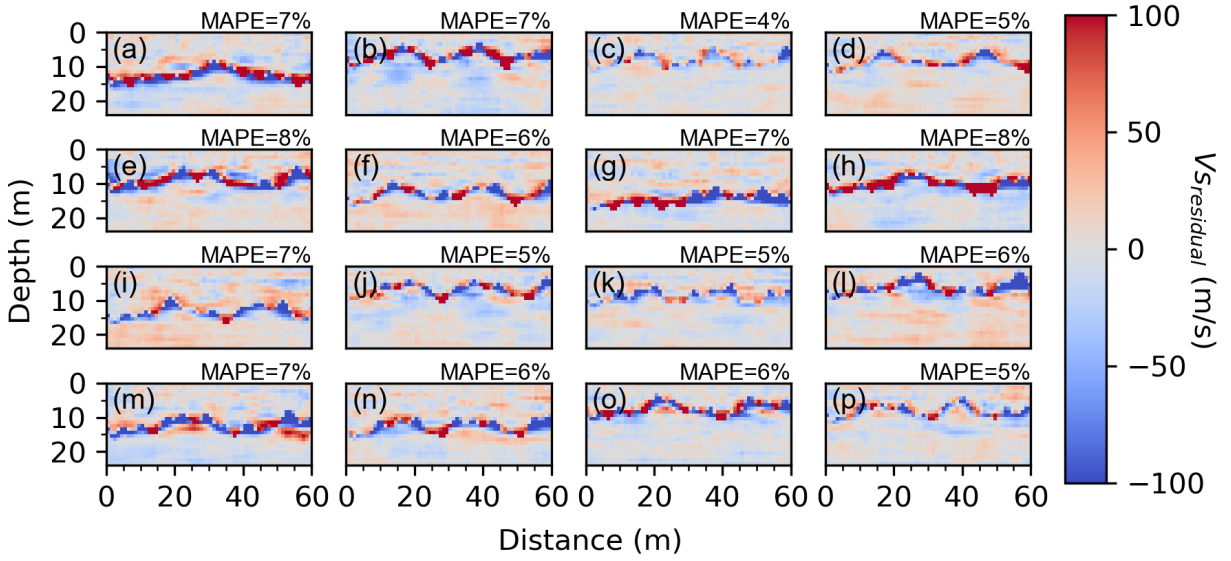 MAPE=7% MAPE=7% MAPE=4% MAPE=5%
0 (a) (b) (c) (d)
10
20
MAPE=8% MAPE=6% MAPE=7% MAPE=8%
0 (e) (f) (g) (h)
10
20
MAPE=7% MAPE=5% MAPE=5% MAPE=6%
0 (i) (j) (k) (l)
10
20
MAPE=7% MAPE=6% MAPE=6% MAPE=5%
0 (m) (n) (o) (p)
10
20
0 20 40 60 0 20 40 60 0 20 40 60 0 20 40 60
Distance (m)
Depth (m)
100
50
0
−50
−100
Vs_residual (m/s)